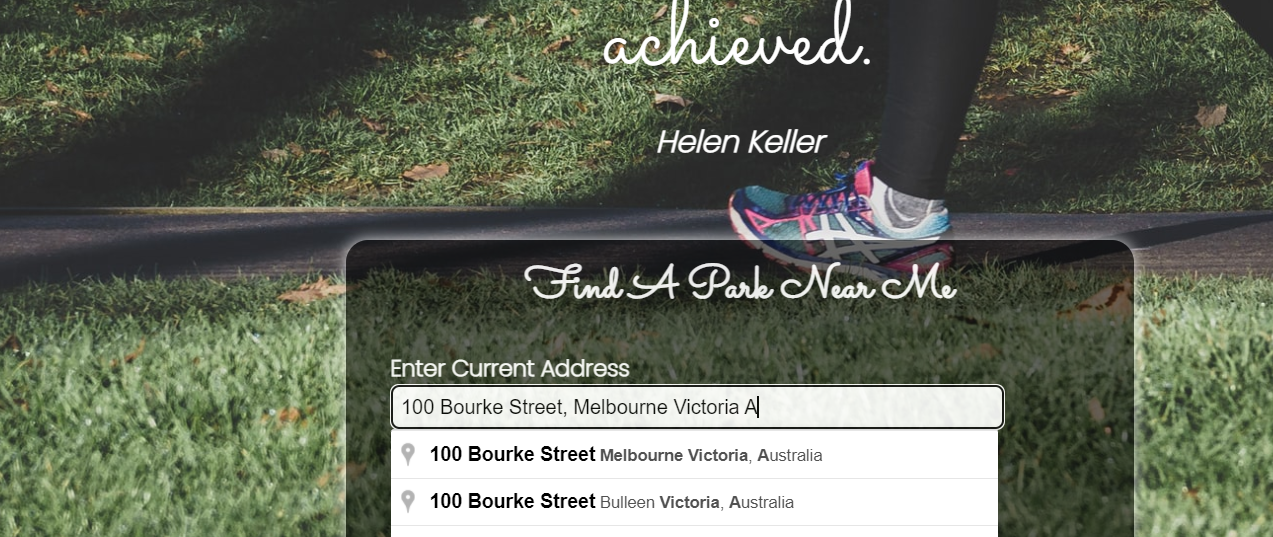 achieved.
Helen Keller
Find A Park Near Me
Enter Current Address
100 Bourke Street, Melbourne Victoria A
100 Bourke Street Melbourne Victoria, Australia
100 Bourke Street Bulleen Victoria, Australia